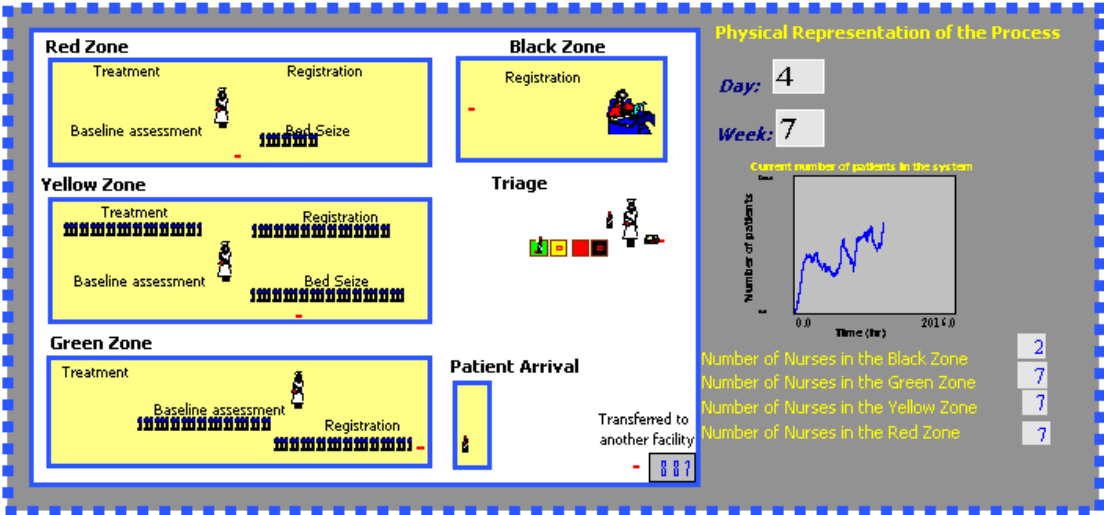 Physical Representation of the Process
Red Zone
Treatment
Registration
Baseline assessment
Bed Seize
Black Zone
Registration
Day: 4
Week: 7
Yellow Zone
Treatment
Registration
Baseline assessment
Bed Seize
Triage
Current number of patients in the system
Number of patients
0.0
2016.0
Time (hr)
Green Zone
Treatment
Baseline assessment
Registration
Patient Arrival
Transferred to
another facility
Number of Nurses in the Black Zone 2
Number of Nurses in the Green Zone 7
Number of Nurses in the Yellow Zone 7
Number of Nurses in the Red Zone 7